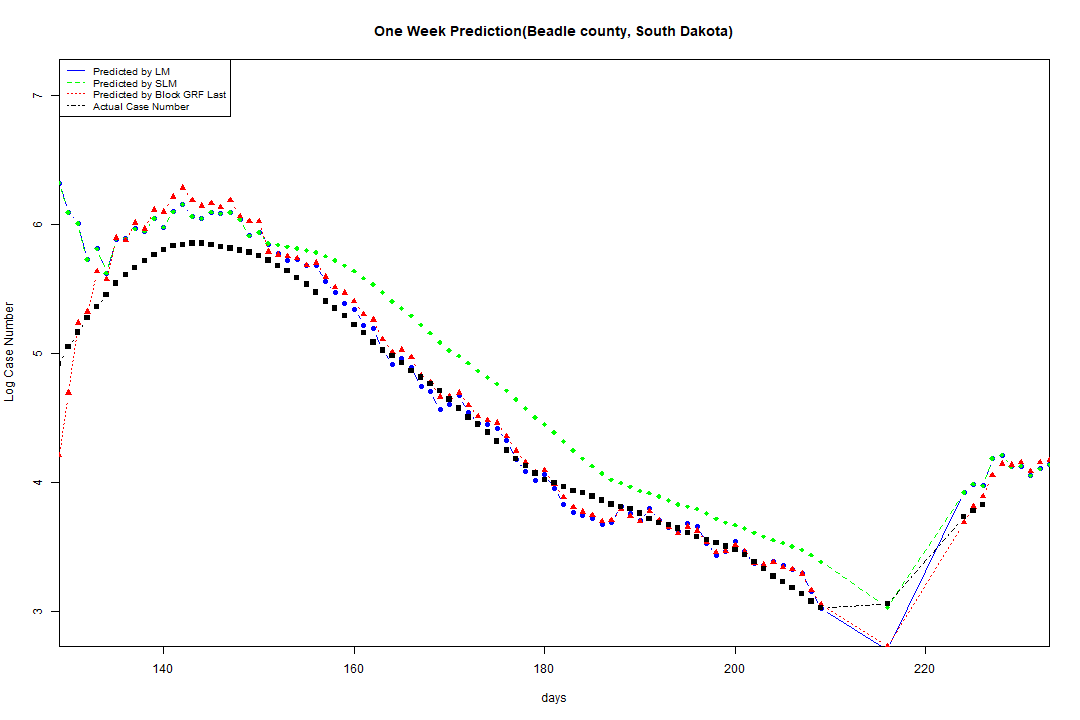 One Week Prediction(Beadle county, South Dakota)
Predicted by LM
Predicted by SLM
Predicted by Block GRF Last
Actual Case Number
7
6
5
4
3
Log Case Number
140 160 180 200 220
days